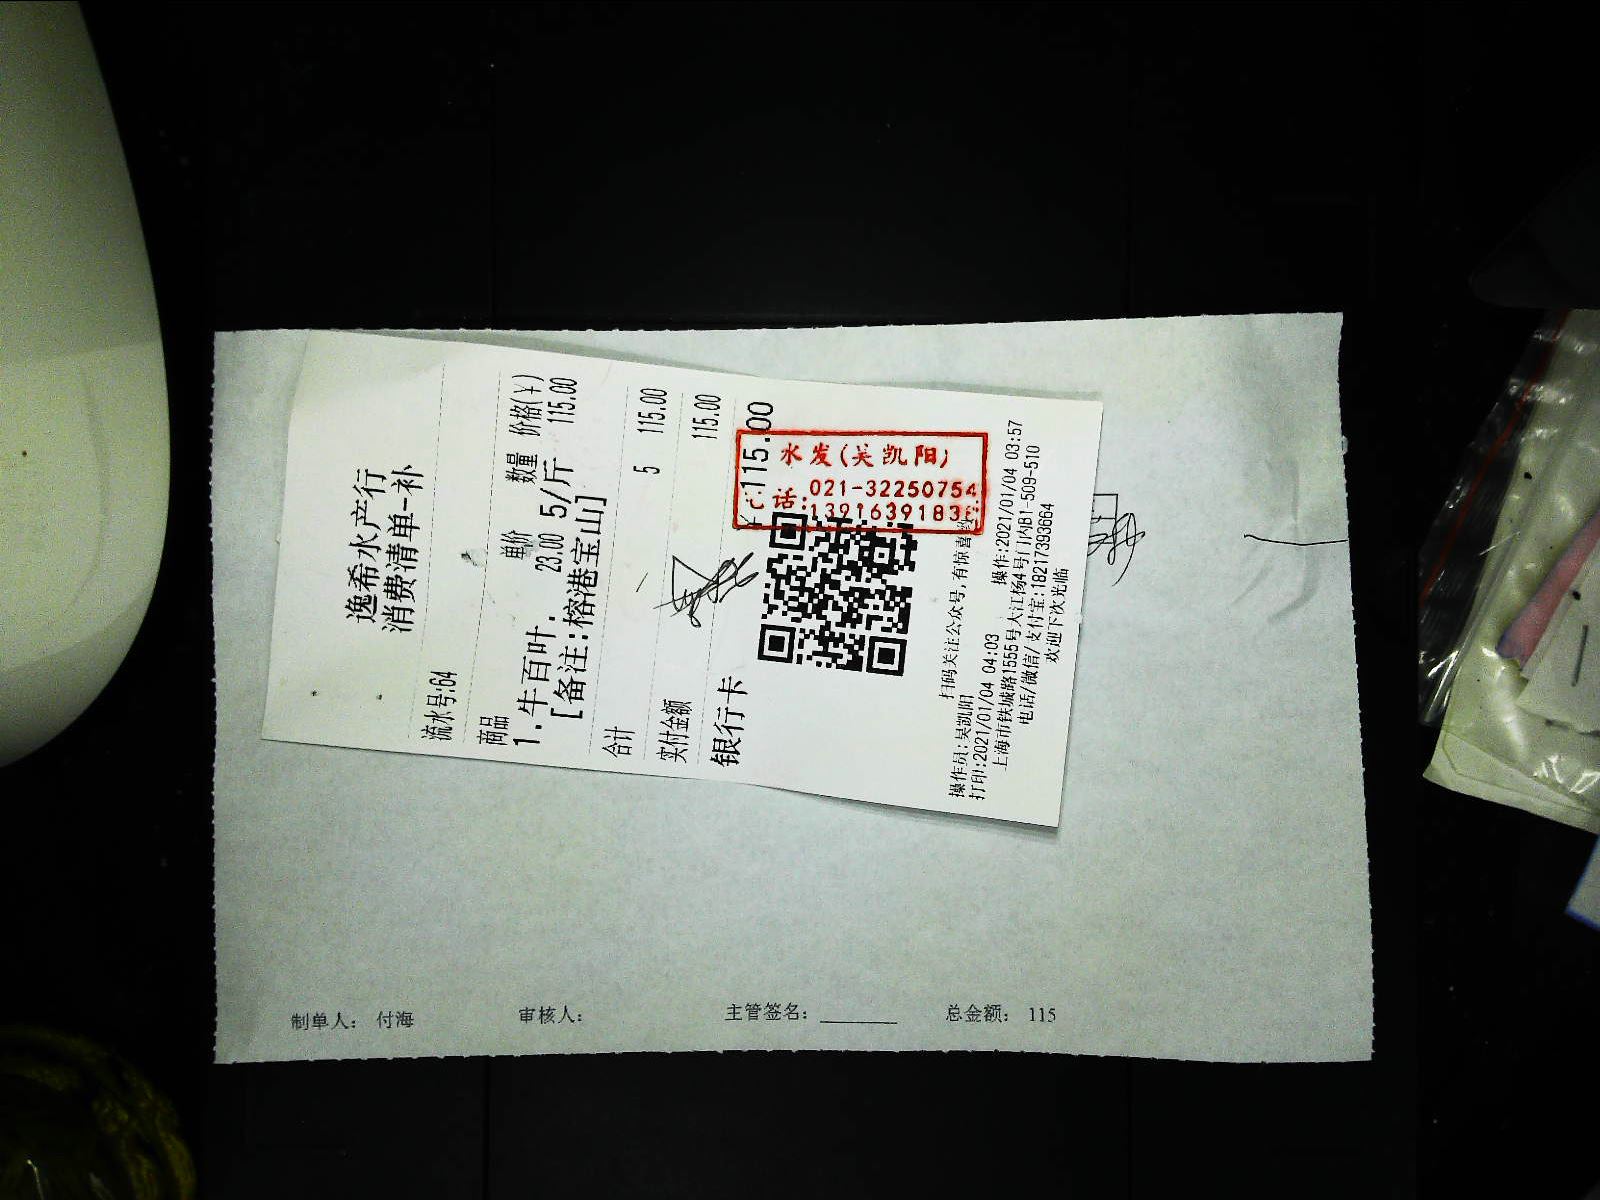 逸希水产行
消费清单-补
流水号:64
商品 单价 数量 价格(￥)
1.牛百叶. 23.00 5/斤 115.00
[备注:榕港宝山]
合计 5 115.00
实付金额 115.00
银行卡 ￥115.00
水发(吴凯阳)
话:021-32250754
13916391838
扫码关注公众号,有惊喜
操作员:吴凯阳 操作:2021/01/04 03:57
打印:2021/01/04 04:03
上海市铁城路1555号大江杨4号门内B1-509-510
电话/微信/支付宝:18217393664
欢迎下次光临
制单人: 付海 审核人: 主管签名: ________ 总金额: 115